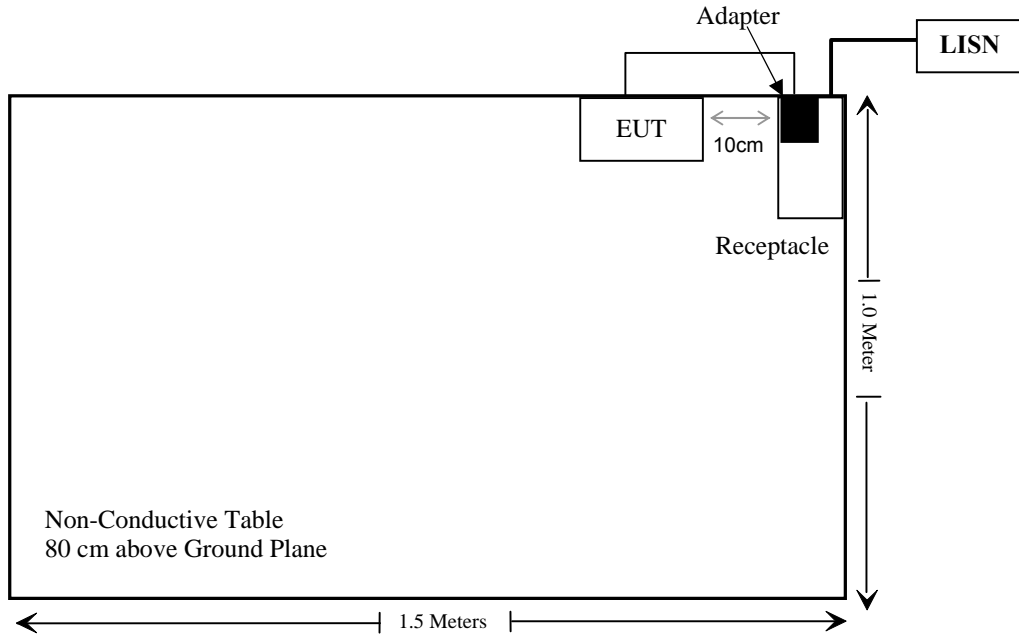 Adapter
LISN
EUT
10cm
Receptacle
1.0 Meter
Non-Conductive Table
80 cm above Ground Plane
1.5 Meters